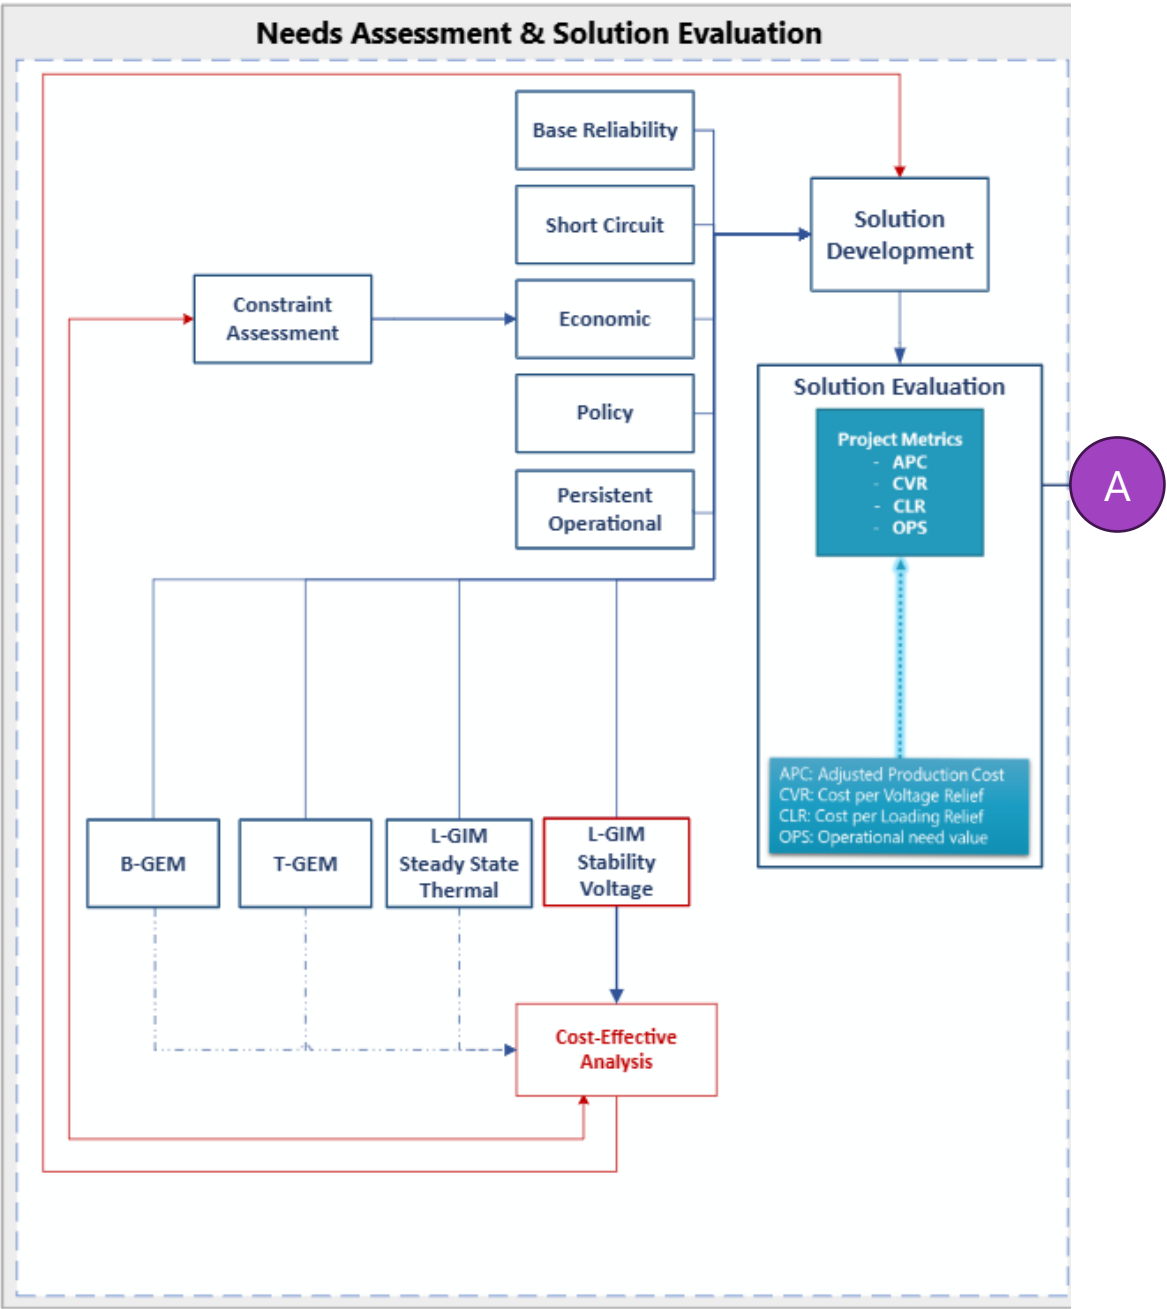 Needs Assessment & Solution Evaluation
Base Reliability
Short Circuit
Solution
Development
Constraint
Assessment
Economic
Policy
Persistent
Operational
Solution Evaluation
Project Metrics
- APC
- CVR
- CLR
- OPS
A
APC: Adjusted Production Cost
CVR: Cost per Voltage Relief
CLR: Cost per Loading Relief
OPS: Operational need value
B-GEM
T-GEM
L-GIM
Steady State
Thermal
L-GIM
Stability
Voltage
Cost-Effective
Analysis